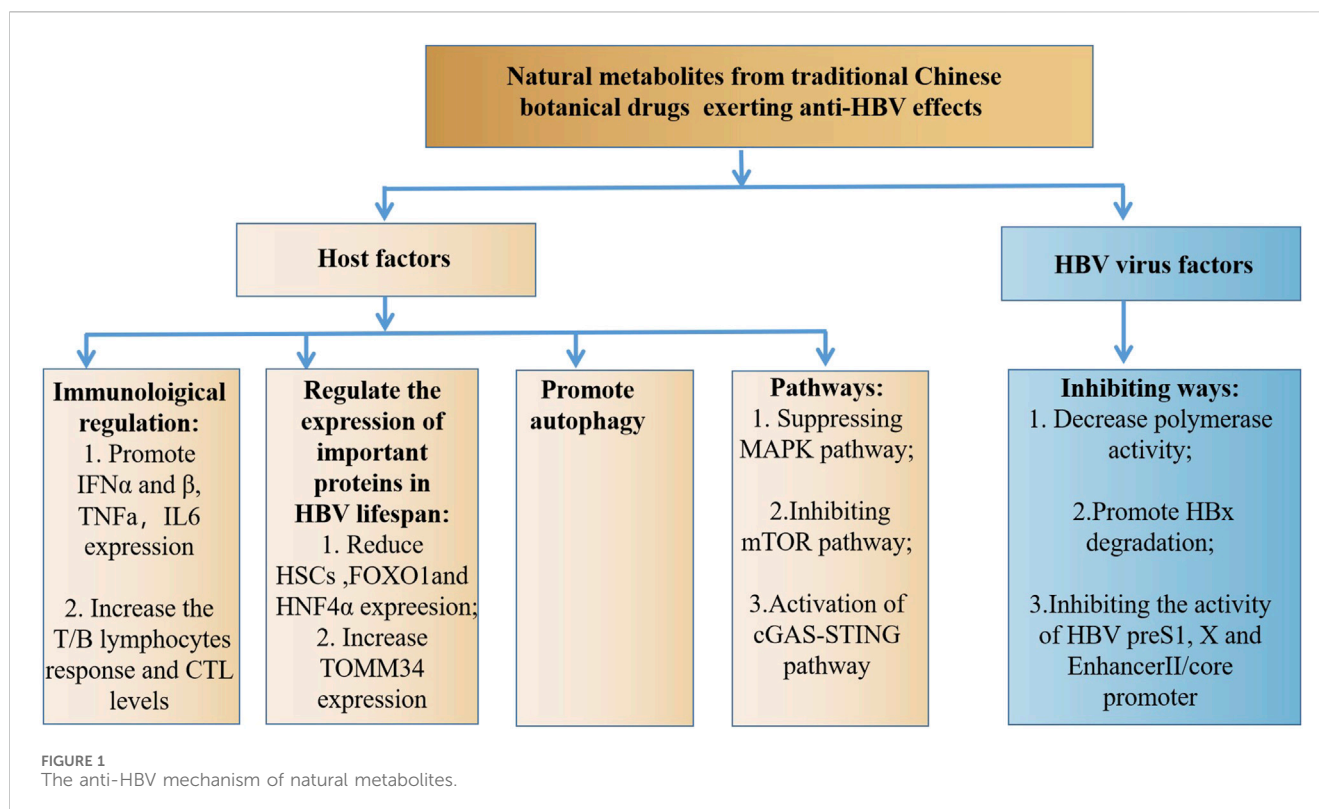 Natural metabolites from traditional Chinese
botanical drugs exerting anti-HBV effects
Host factors
HBV virus factors
Immunoloigical
regulation:
1. Promote
IFNα and β,
TNFa， IL6
expression
2. Increase the
T/B lymphocytes
response and CTL
levels
Regulate the
expression of
important
proteins in
HBV lifespan:
1. Reduce
HSCs ,FOXO1and
HNF4α expreesion;
2. Increase
TOMM34
expression
Promote
autophagy
Pathways:
1. Suppressing
MAPK pathway;
2.Inhibiting
mTOR pathway;
3.Activation of
cGAS-STING
pathway
Inhibiting ways:
1. Decrease polymerase
activity;
2.Promote HBx
degradation;
3.Inhibiting the activity
of HBV preS1, X and
EnhancerII/core
promoter
FIGURE 1
The anti-HBV mechanism of natural metabolites.